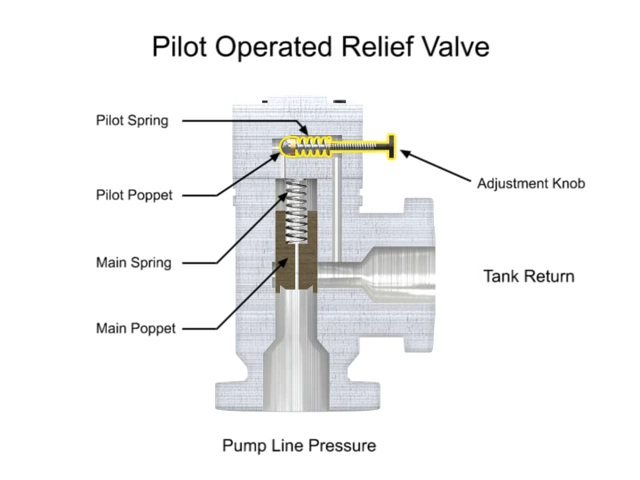 Pilot Operated Relief Valve
Pilot Spring
Pilot Poppet
Adjustment Knob
Main Spring
Tank Return
Main Poppet
Pump Line Pressure